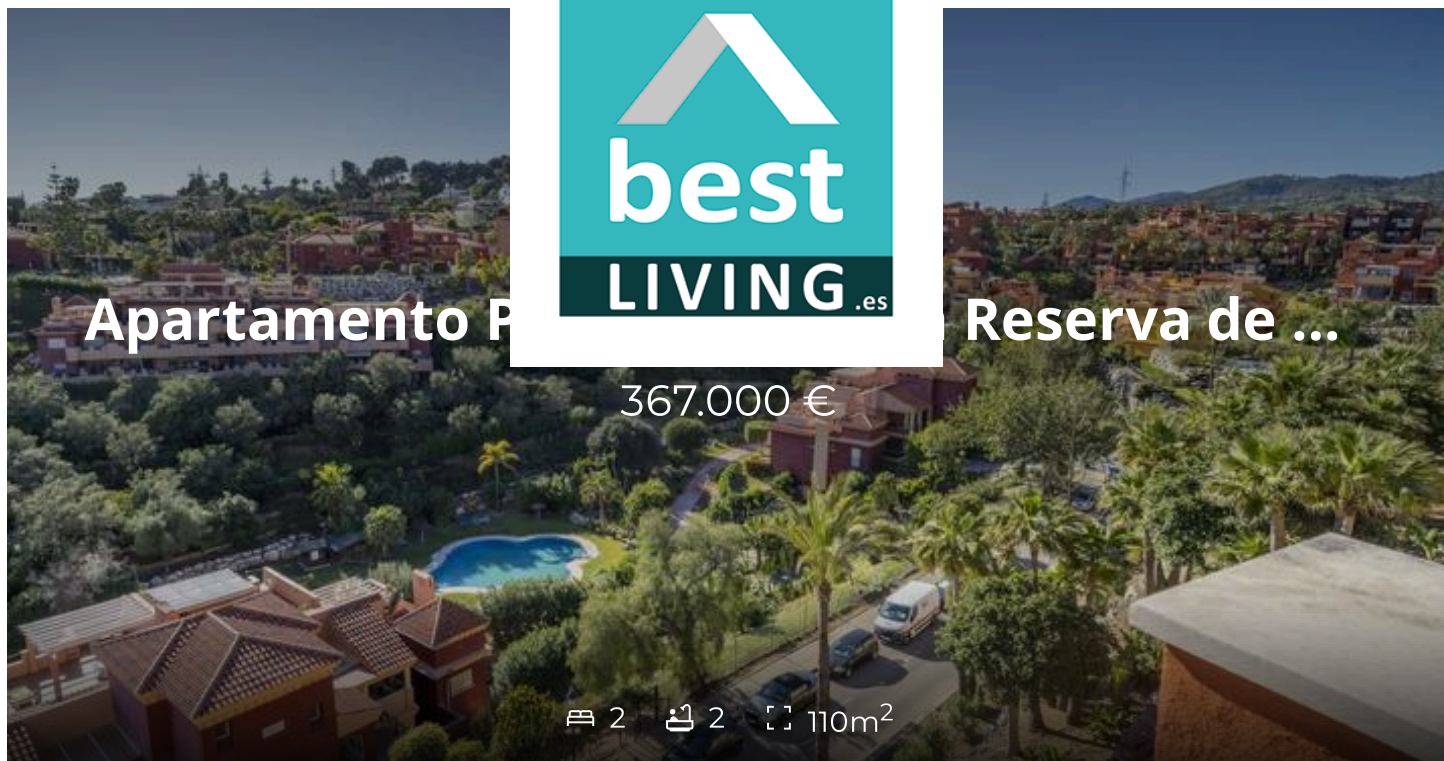 best
LIVING.es
Apartamento Reserva de ...
367.000 €
2 2 110m²